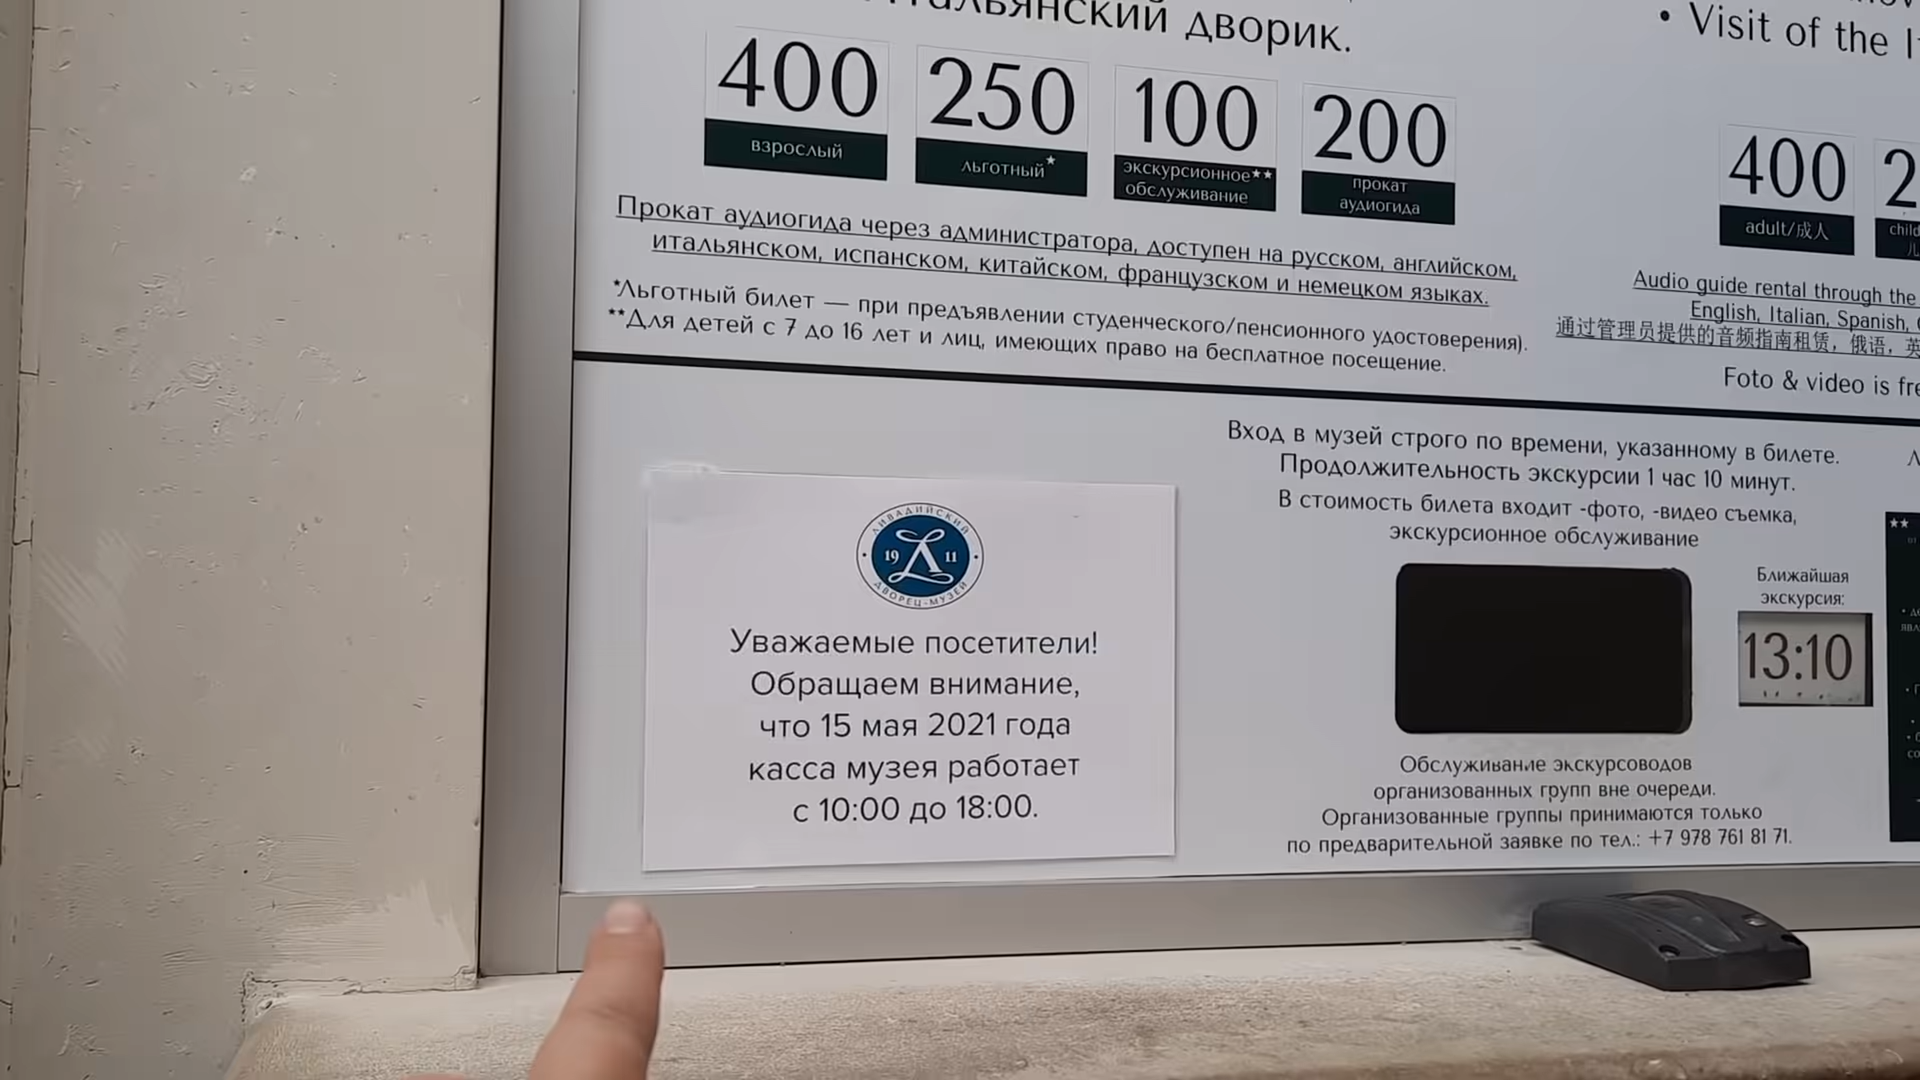 дворик.
400
взрослый
250
льготный*
100
экскурсионное**
обслуживание
200
прокат
аудиогида
Прокат аудиогида через администратора, доступен на русском, английском,
итальянском, испанском, китайском, французском и немецком языках.
*Льготный билет — при предъявлении студенческого/пенсионного удостоверения).
**Для детей с 7 до 16 лет и лиц, имеющих право на бесплатное посещение.
• Visit of the
400
adult/成人
Audio guide rental through the
English, Italian, Spanish,
通过管理员提供的音频指南租赁，俄语，英
Foto & video is
ЛИВАДИЙСКИЙ
19 11
ДВОРЕЦ-МУЗЕЙ
Уважаемые посетители!
Обращаем внимание,
что 15 мая 2021 года
касса музея работает
с 10:00 до 18:00.
Вход в музей строго по времени, указанному в билете.
Продолжительность экскурсии 1 час 10 минут.
В стоимость билета входит -фото, -видео съемка,
экскурсионное обслуживание
Ближайшая
экскурсия:
13:10
Обслуживание экскурсоводов
организованных групп вне очереди.
Организованные группы принимаются только
по предварительной заявке по тел.: +7 978 761 81 71.
**